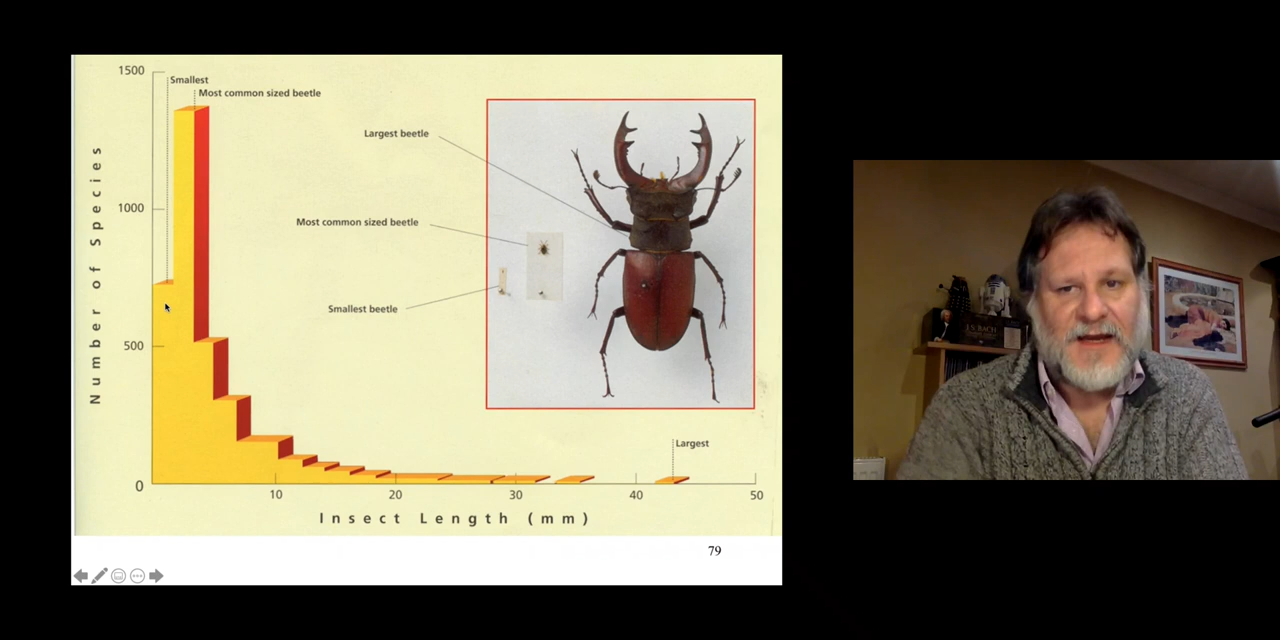 1500
Smallest
Most common sized beetle
Largest beetle
1000
Most common sized beetle
Smallest beetle
500
Largest
0
10 20 30 40 50
Number of Species
Insect Length (mm)
79
J.S. BACH